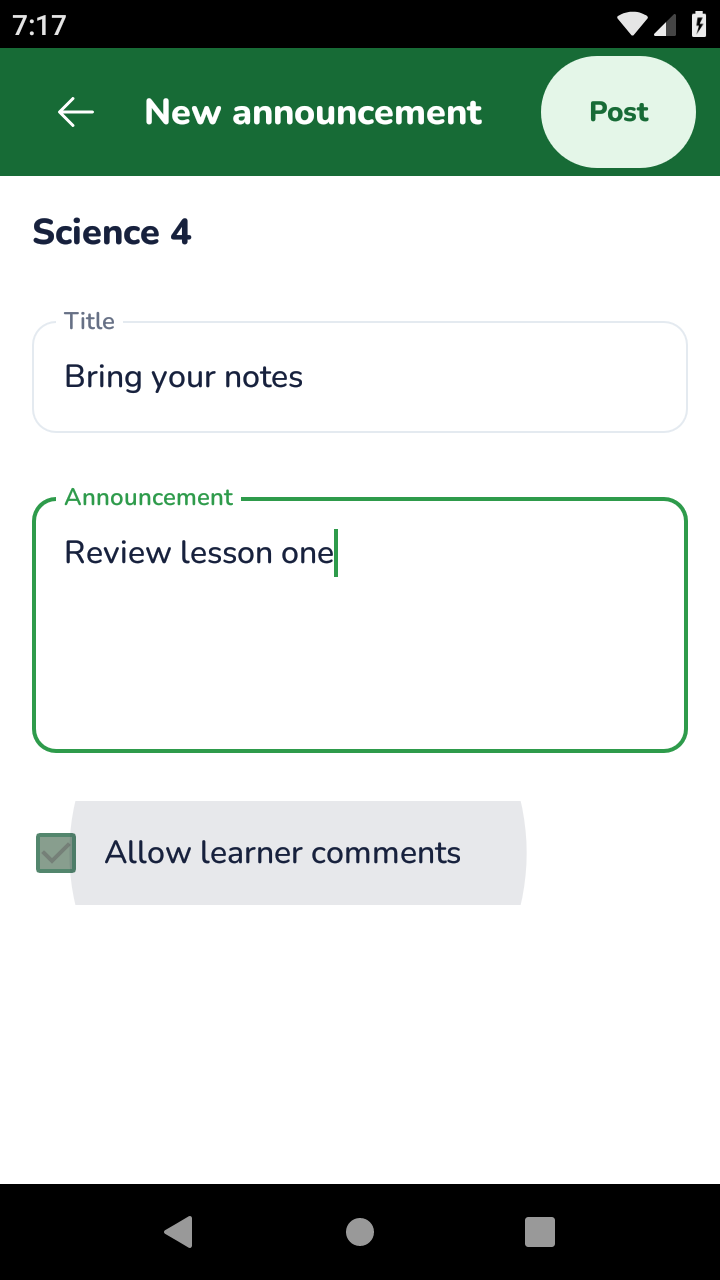 7:17
New announcement
Post
Science 4
Title
Bring your notes
Announcement
Review lesson one
Allow learner comments